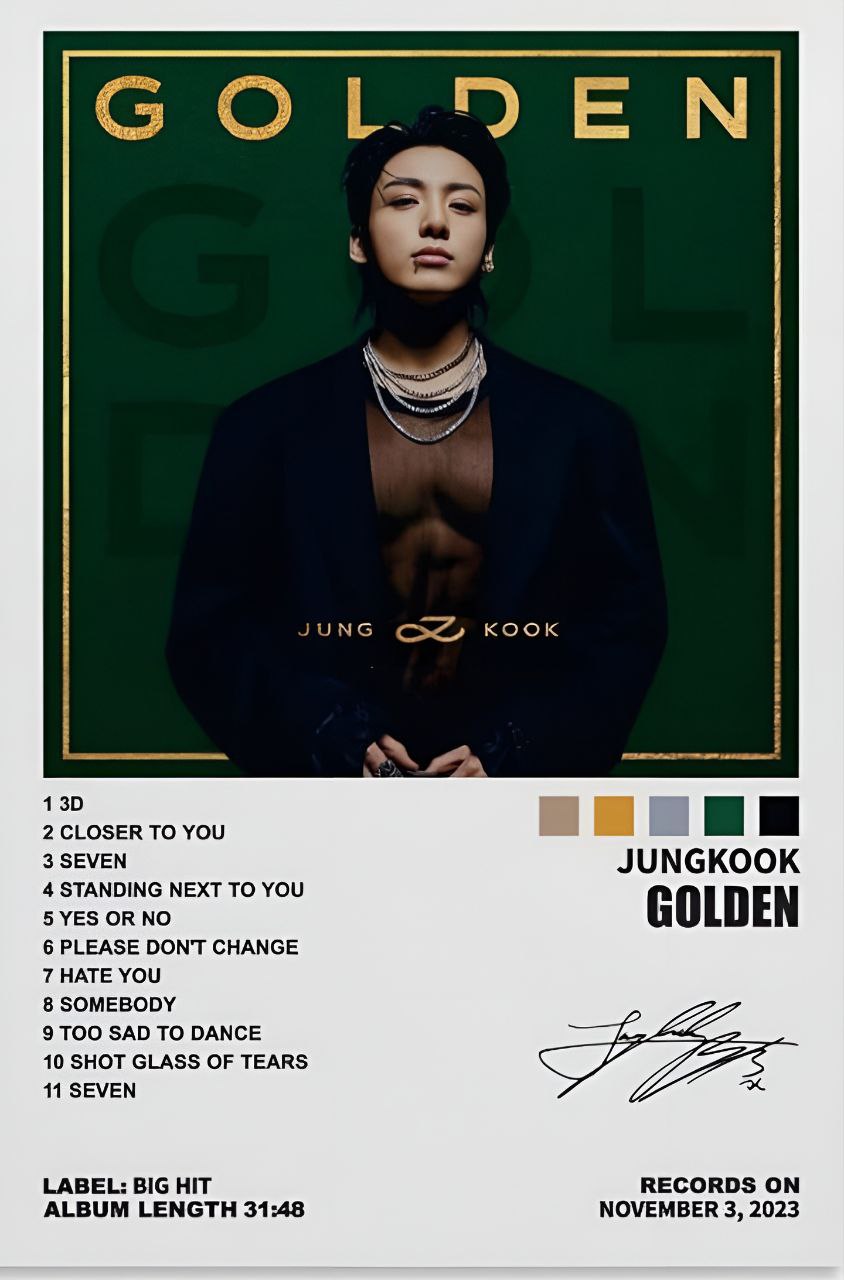 GOLDEN
GOL
D N
JUNG KOOK
1 3D
2 CLOSER TO YOU
3 SEVEN
4 STANDING NEXT TO YOU
5 YES OR NO
6 PLEASE DON'T CHANGE
7 HATE YOU
8 SOMEBODY
9 TOO SAD TO DANCE
10 SHOT GLASS OF TEARS
11 SEVEN
JUNGKOOK
GOLDEN
LABEL: BIG HIT
ALBUM LENGTH 31:48
RECORDS ON
NOVEMBER 3, 2023